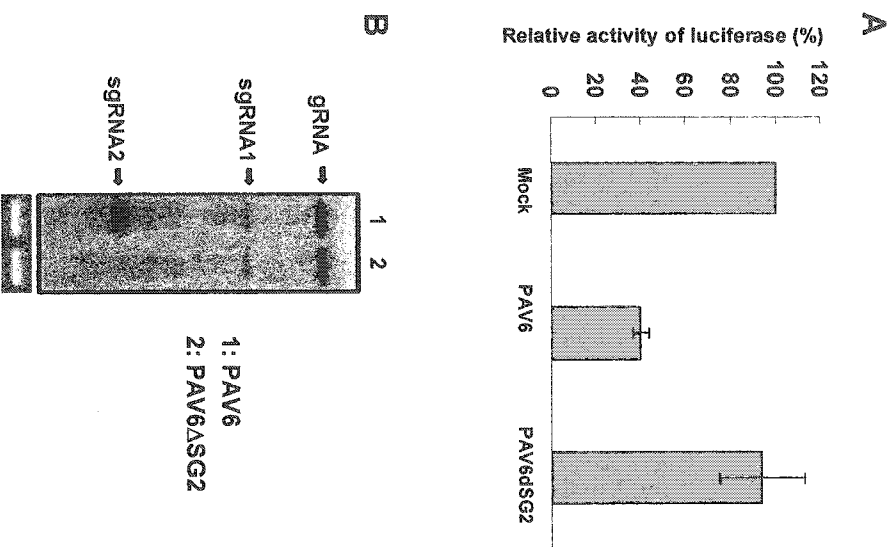 A
Relative activity of luciferase (%)
120
100
80
60
40
20
0
Mock
PAV6
PAV6dSG2
B
1 2
gRNA
sgRNA1
sgRNA2
1: PAV6
2: PAV6ΔSG2